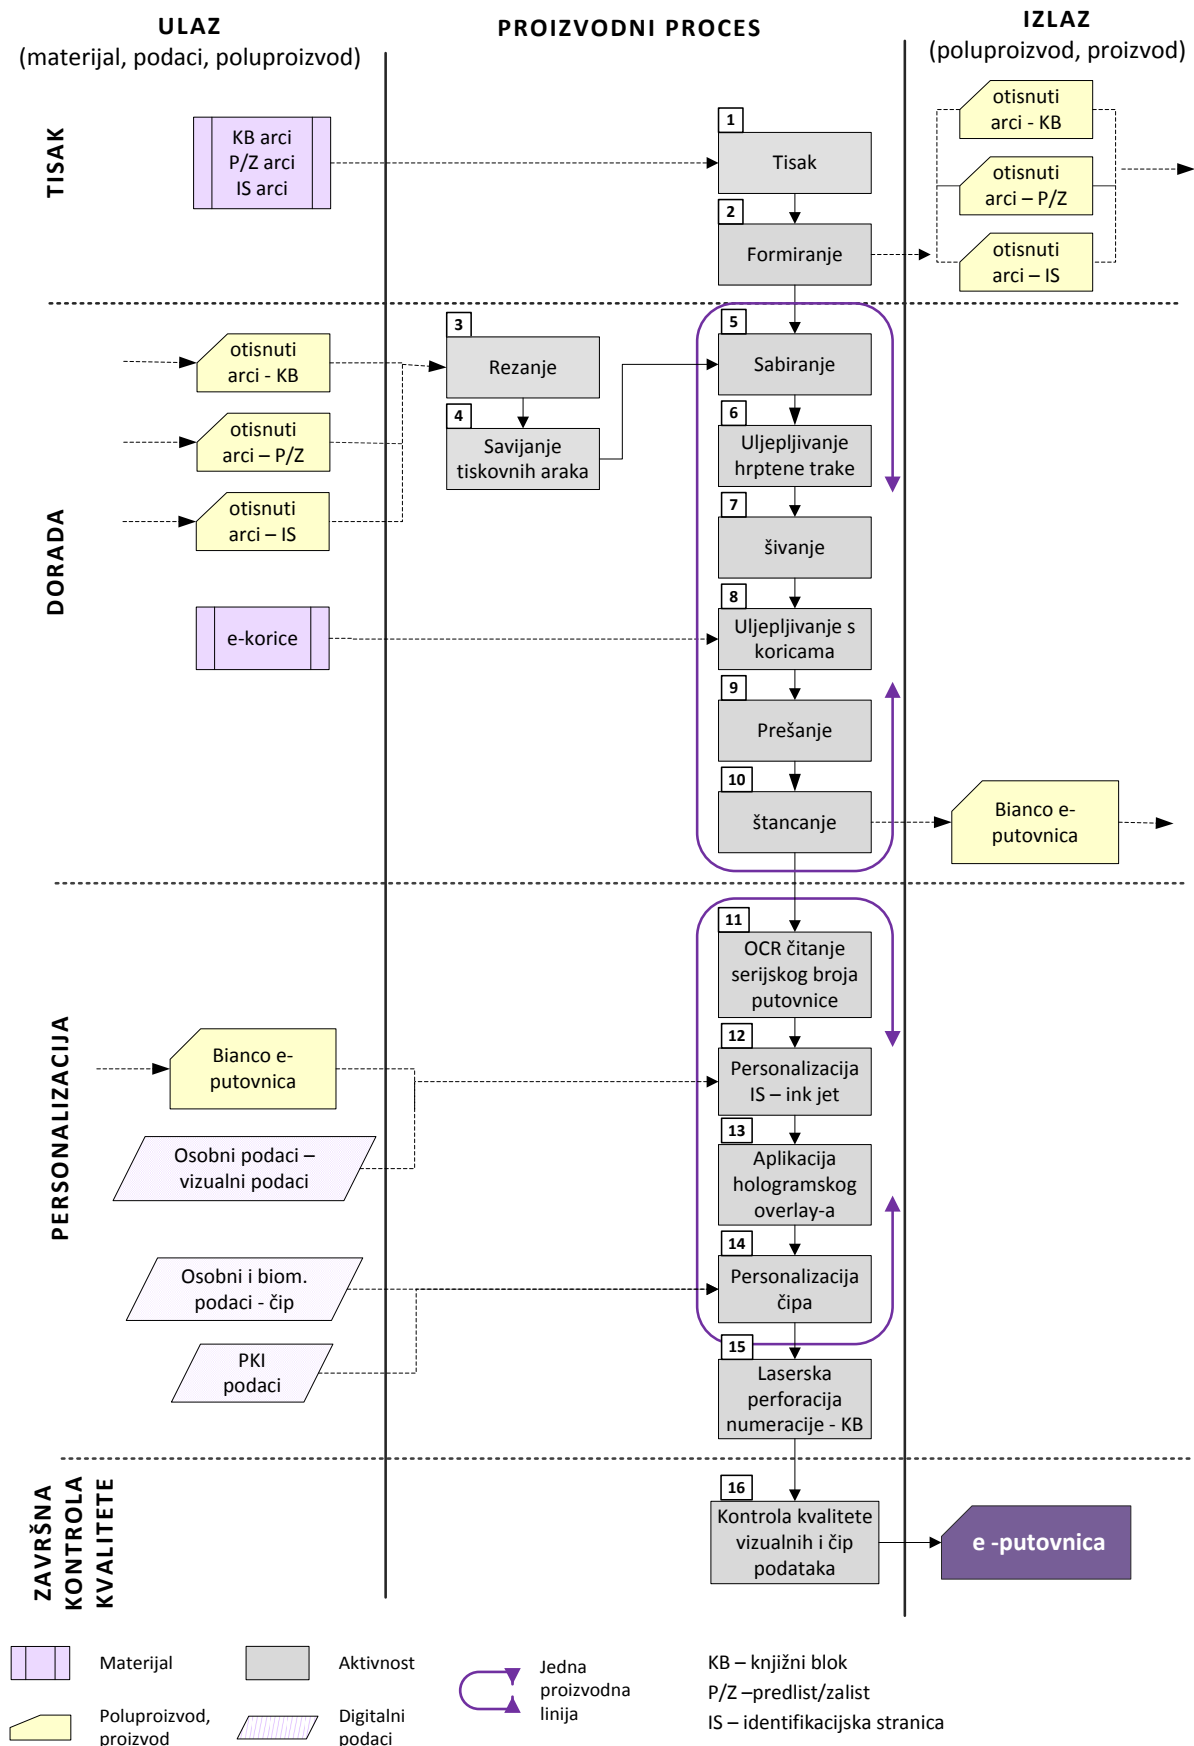 ULAZ
(materijal, podaci, poluproizvod)
PROIZVODNI PROCES
IZLAZ
(poluproizvod, proizvod)
TISAK
KB arci
P/Z arci
IS arci
1
Tisak
2
Formiranje
otisnuti
arci - KB
otisnuti
arci – P/Z
otisnuti
arci – IS
DORADA
otisnuti
arci - KB
otisnuti
arci – P/Z
otisnuti
arci – IS
e-korice
3
Rezanje
4
Savijanje
tiskovnih araka
5
Sabiranje
6
Uljepljivanje
hrptene trake
7
šivanje
8
Uljepljivanje s
koricama
9
Prešanje
10
štancanje
Bianco e-
putovnica
PERSONALIZACIJA
Bianco e-
putovnica
Osobni podaci –
vizualni podaci
Osobni i biom.
podaci - čip
PKI
podaci
11
OCR čitanje
serijskog broja
putovnice
12
Personalizacija
IS – ink jet
13
Aplikacija
hologramskog
overlay-a
14
Personalizacija
čipa
15
Laserska
perforacija
numeracije - KB
ZAVRŠNA
KONTROLA
KVALITETE
16
Kontrola kvalitete
vizualnih i čip
podataka
e -putovnica
Materijal
Aktivnost
Poluproizvod,
proizvod
Digitalni
podaci
Jedna
proizvodna
linija
KB – knjižni blok
P/Z –predlist/zalist
IS – identifikacijska stranica